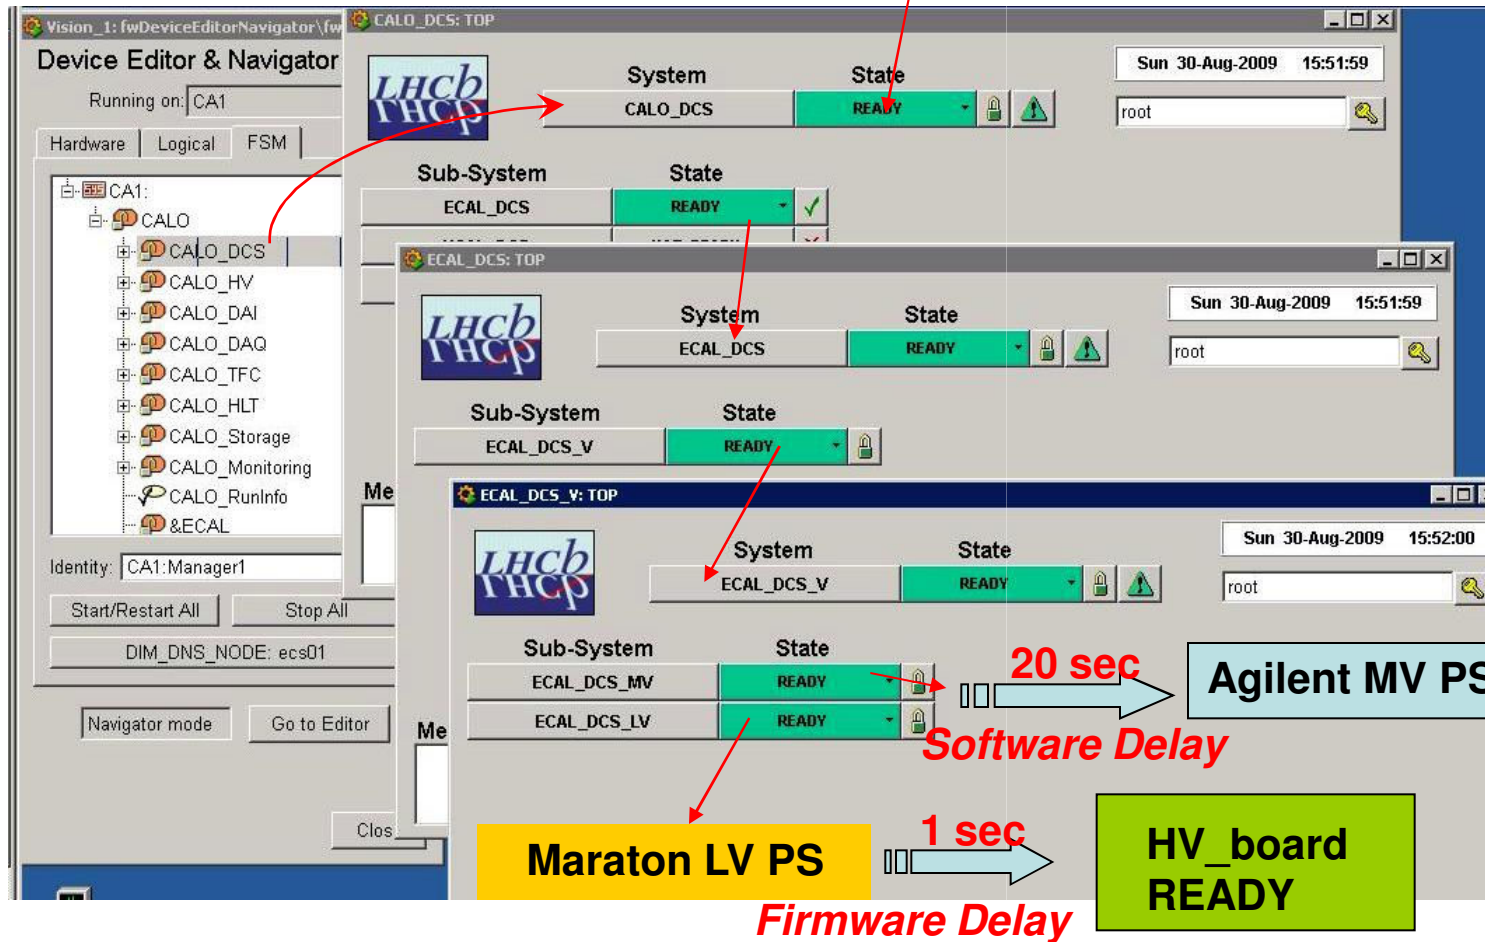 Vision_1: fwDeviceEditorNavigator\fw
Device Editor & Navigator
Running on: CA1
Hardware Logical FSM
CA1:
CALO
CALO_DCS
CALO_HV
CALO_DAI
CALO_DAQ
CALO_TFC
CALO_HLT
CALO_Storage
CALO_Monitoring
CALO_RunInfo
&ECAL
Identity: CA1:Manager1
Start/Restart All Stop All
DIM_DNS_NODE: ecs01
Navigator mode Go to Editor
Clos
CALO_DCS: TOP
Sun 30-Aug-2009 15:51:59
LHCb
LHCb
System State
CALO_DCS READY
root
Sub-System State
ECAL_DCS READY
Me
ECAL_DCS: TOP
Sun 30-Aug-2009 15:51:59
LHCb
LHCb
System State
ECAL_DCS READY
root
Sub-System State
ECAL_DCS_V READY
Me
ECAL_DCS_V: TOP
Sun 30-Aug-2009 15:52:00
LHCb
LHCb
System State
ECAL_DCS_V READY
root
Sub-System State
ECAL_DCS_MV READY
ECAL_DCS_LV READY
20 sec
Agilent MV PS
Software Delay
Maraton LV PS
1 sec
HV_board
READY
Firmware Delay